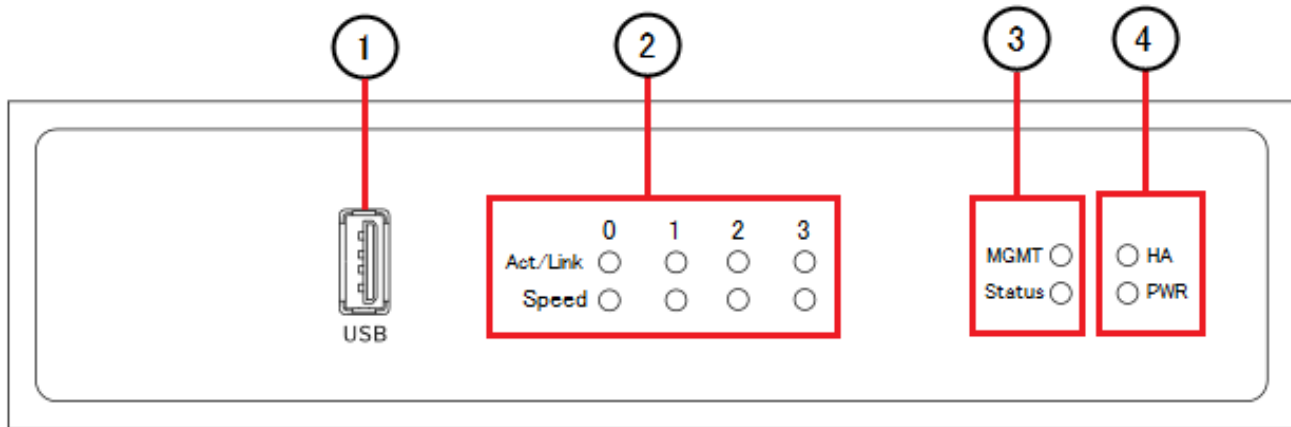 1 2 3 4
0 1 2 3
Act/Link
Speed
MGMT
Status
HA
PWR
USB